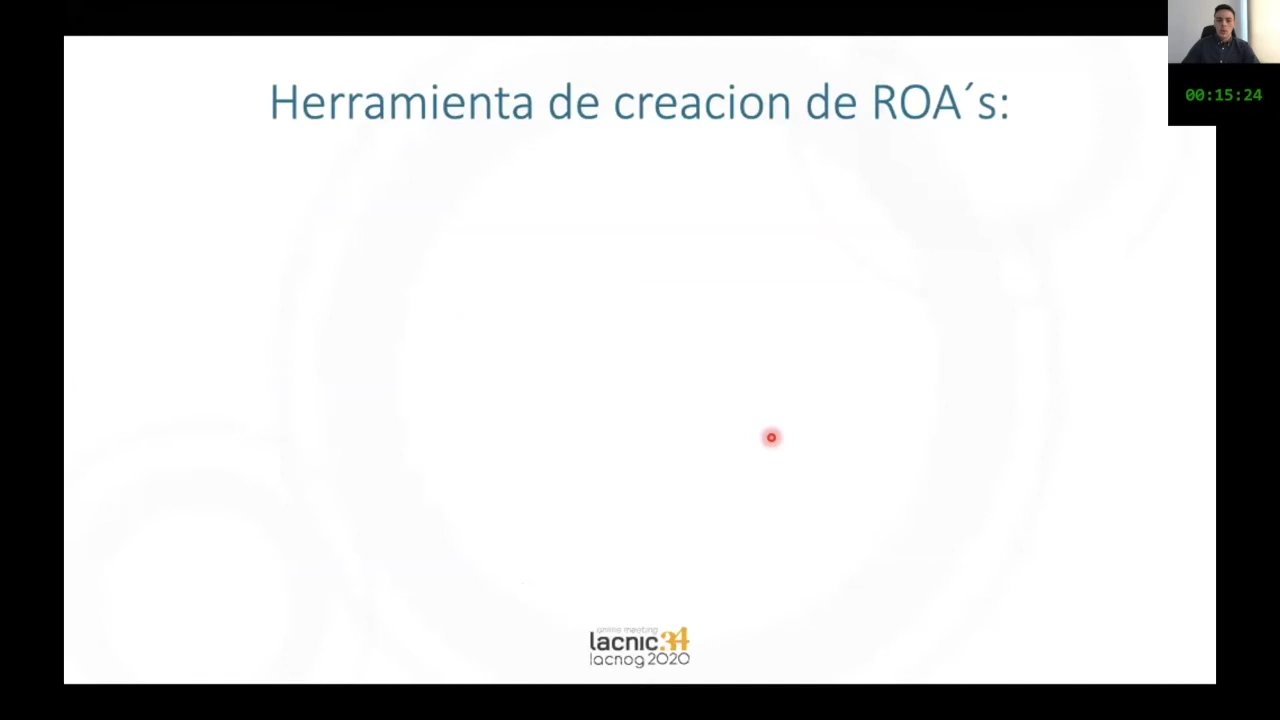 Herramienta de creacion de ROA´s:
00:15:24
online meeting
lacnic34
lacnog2020